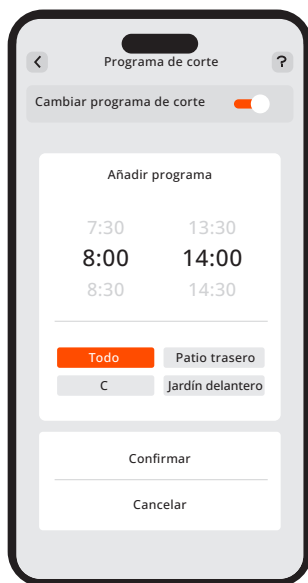 Programa de corte ?
Cambiar programa de corte
Añadir programa
7:30 13:30
8:00 14:00
8:30 14:30
Todo Patio trasero
C Jardín delantero
Confirmar
Cancelar